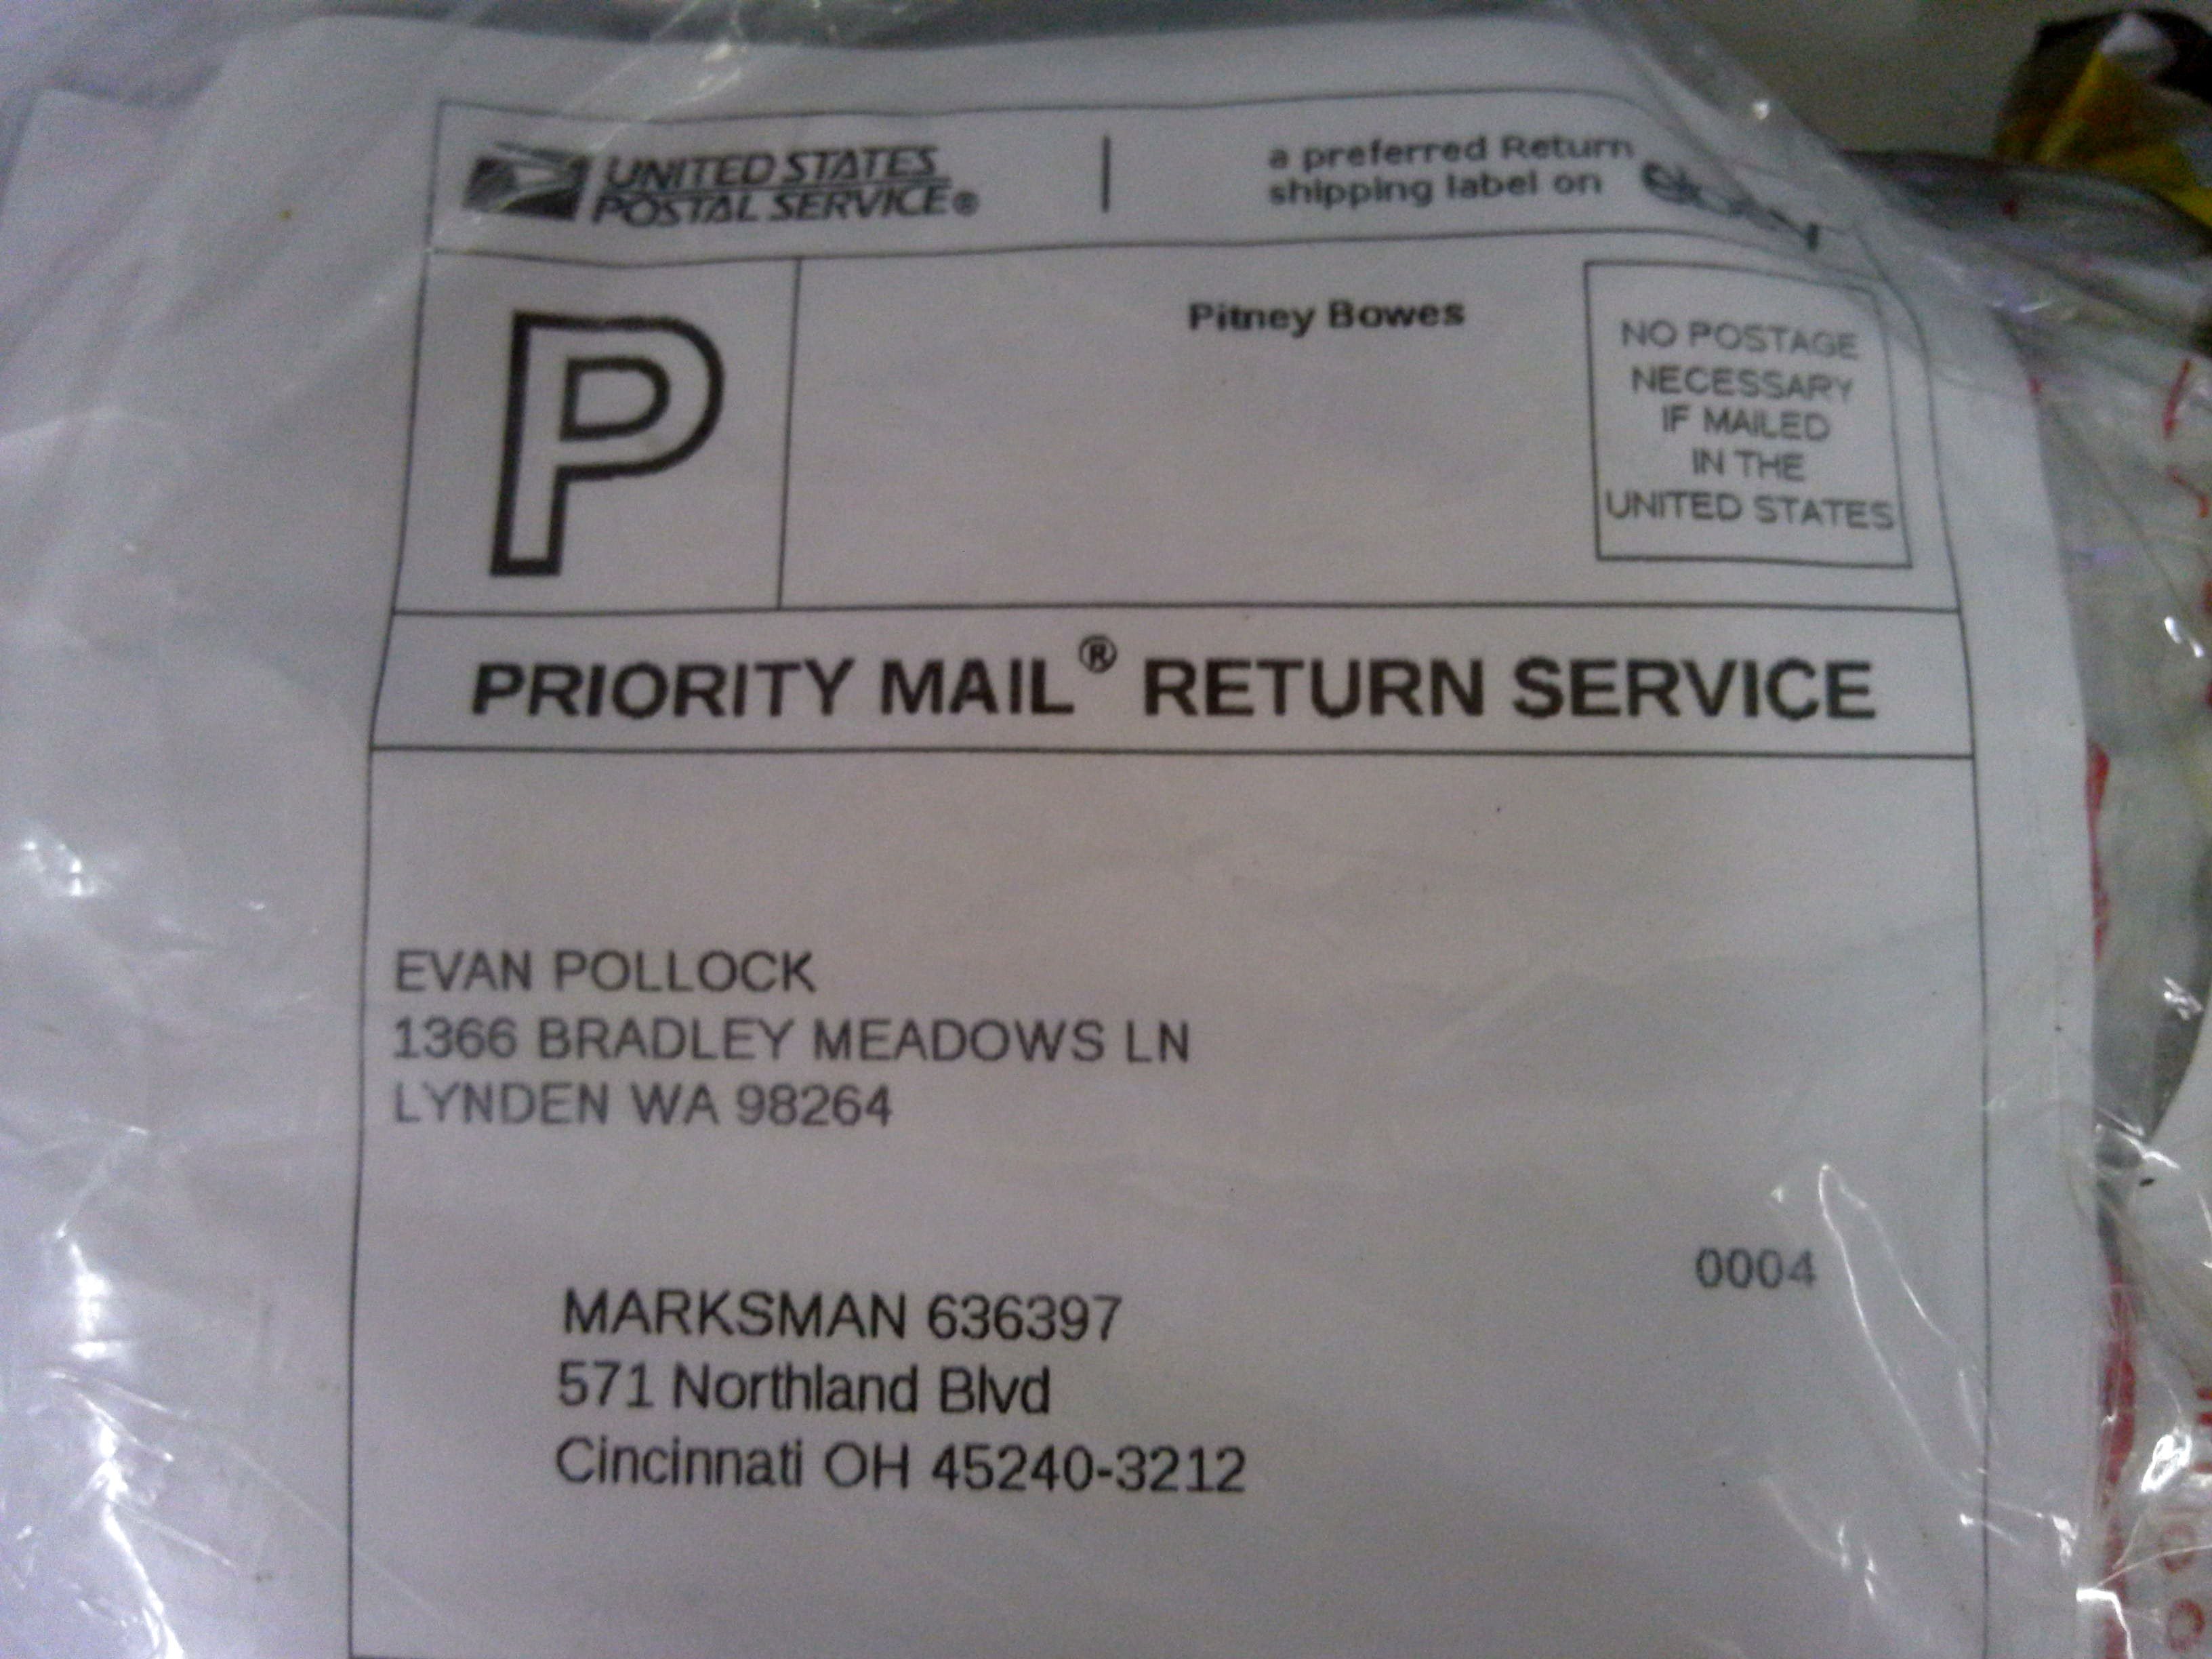 UNITED STATES
POSTAL SERVICE®
a preferred Return
shipping label on ebay
P
Pitney Bowes
NO POSTAGE
NECESSARY
IF MAILED
IN THE
UNITED STATES
PRIORITY MAIL® RETURN SERVICE
EVAN POLLOCK
1366 BRADLEY MEADOWS LN
LYNDEN WA 98264
0004
MARKSMAN 636397
571 Northland Blvd
Cincinnati OH 45240-3212